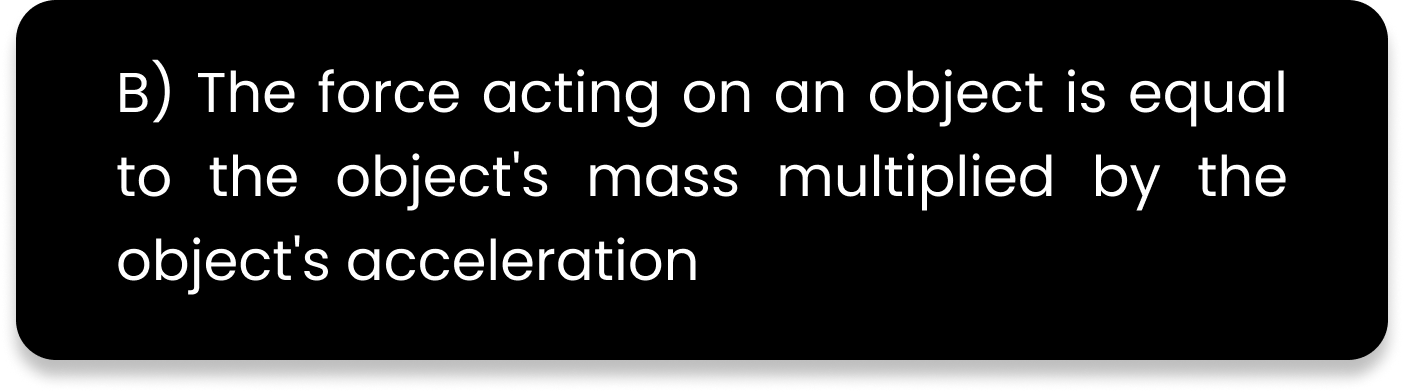 B) The force acting on an object is equal
to the object's mass multiplied by the
object's acceleration